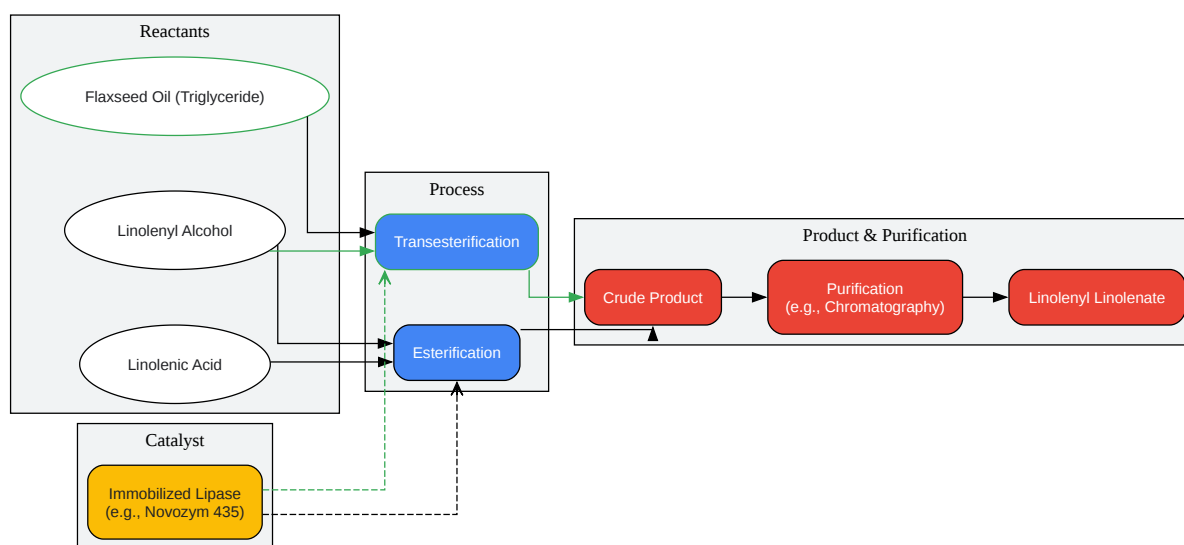 Reactants
Flaxseed Oil (Triglyceride)
Linolenyl Alcohol
Linolenic Acid
Process
Transesterification
Esterification
Product & Purification
Crude Product
Purification
(e.g., Chromatography)
Linolenyl Linolenate
Catalyst
Immobilized Lipase
(e.g., Novozym 435)